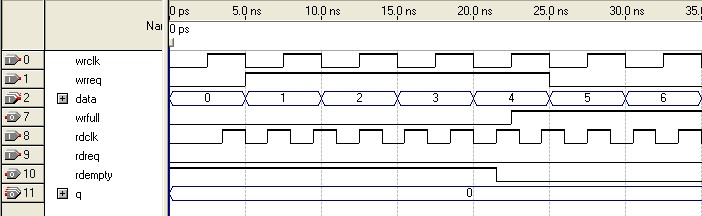 0 ps 5.0 ns 10.0 ns 15.0 ns 20.0 ns 25.0 ns 30.0 ns 35.0
Na
0 ps
0 wrclk
1 wrreq
2 data 0 1 2 3 4 5 6
7 wrfull
8 rdclk
9 rdreq
10 rdempty
11 q 0